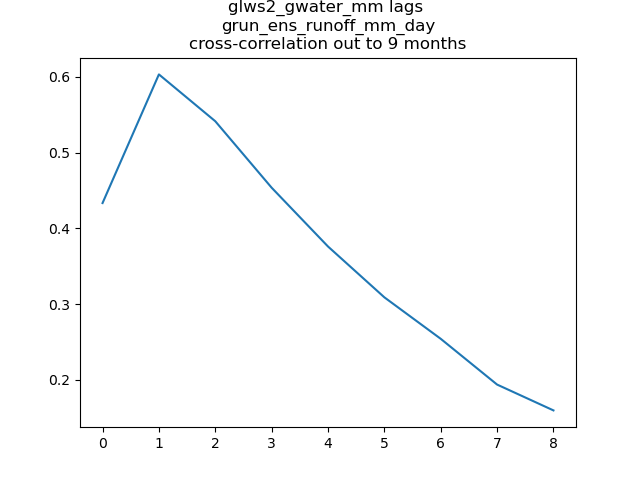 glws2_gwater_mm lags
grun_ens_runoff_mm_day
cross-correlation out to 9 months
0.6
0.5
0.4
0.3
0.2
0 1 2 3 4 5 6 7 8